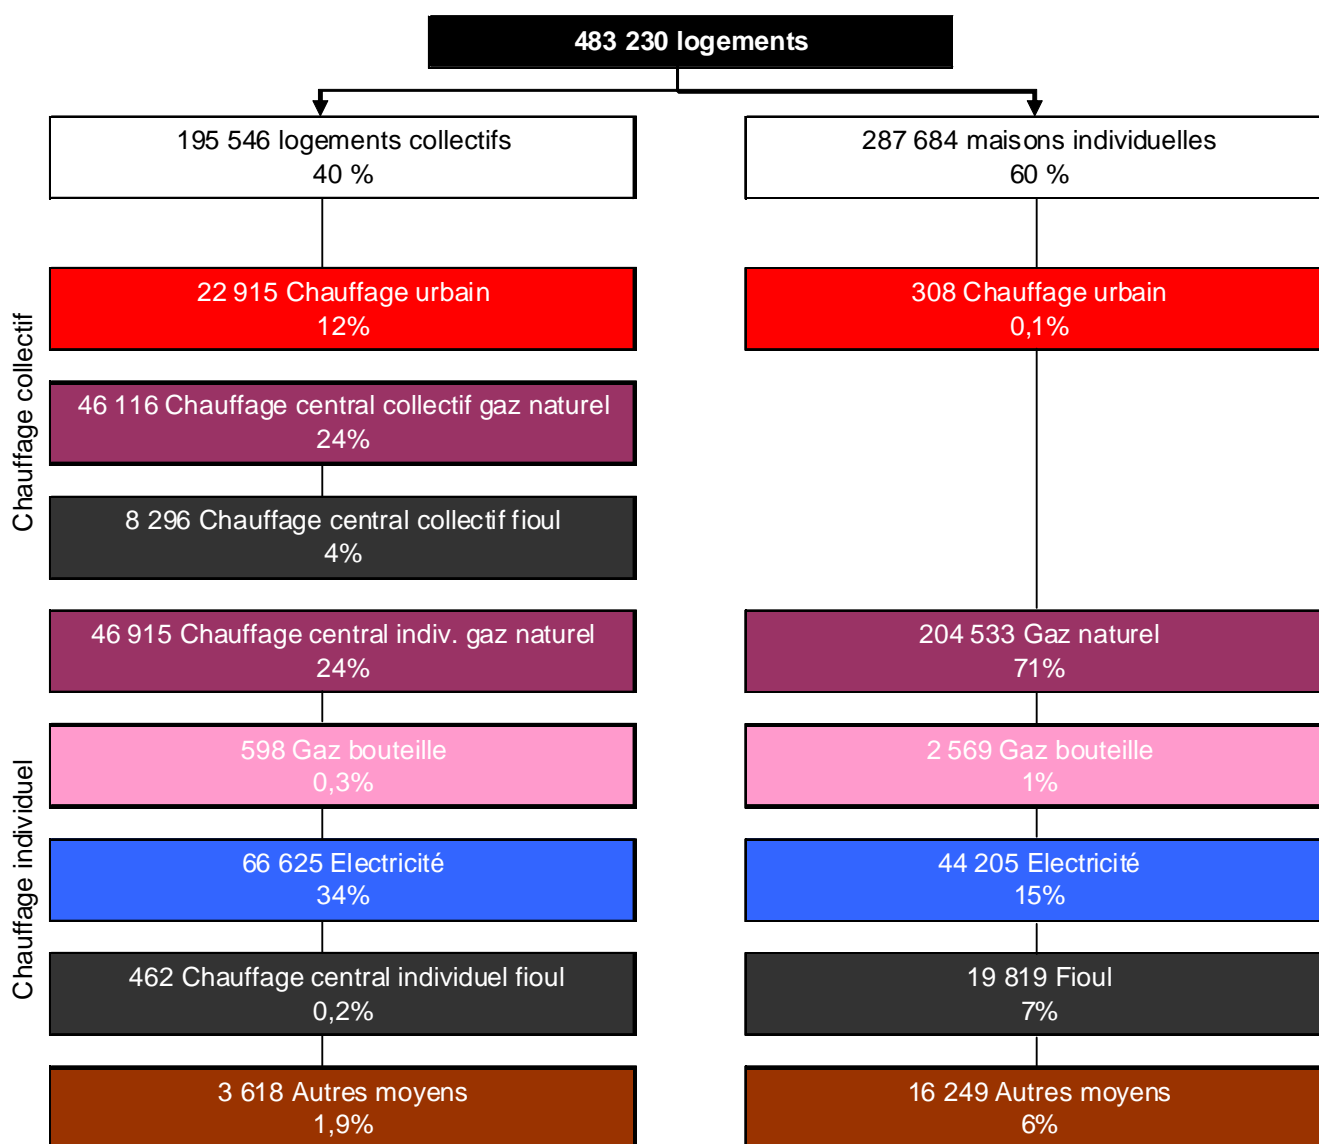 483 230 logements
195 546 logements collectifs
40 %
287 684 maisons individuelles
60 %
Chauffage collectif
22 915 Chauffage urbain
12%
308 Chauffage urbain
0,1%
46 116 Chauffage central collectif gaz naturel
24%
8 296 Chauffage central collectif fioul
4%
Chauffage individuel
46 915 Chauffage central indiv. gaz naturel
24%
204 533 Gaz naturel
71%
598 Gaz bouteille
0,3%
2 569 Gaz bouteille
1%
66 625 Electricité
34%
44 205 Electricité
15%
462 Chauffage central individuel fioul
0,2%
19 819 Fioul
7%
3 618 Autres moyens
1,9%
16 249 Autres moyens
6%